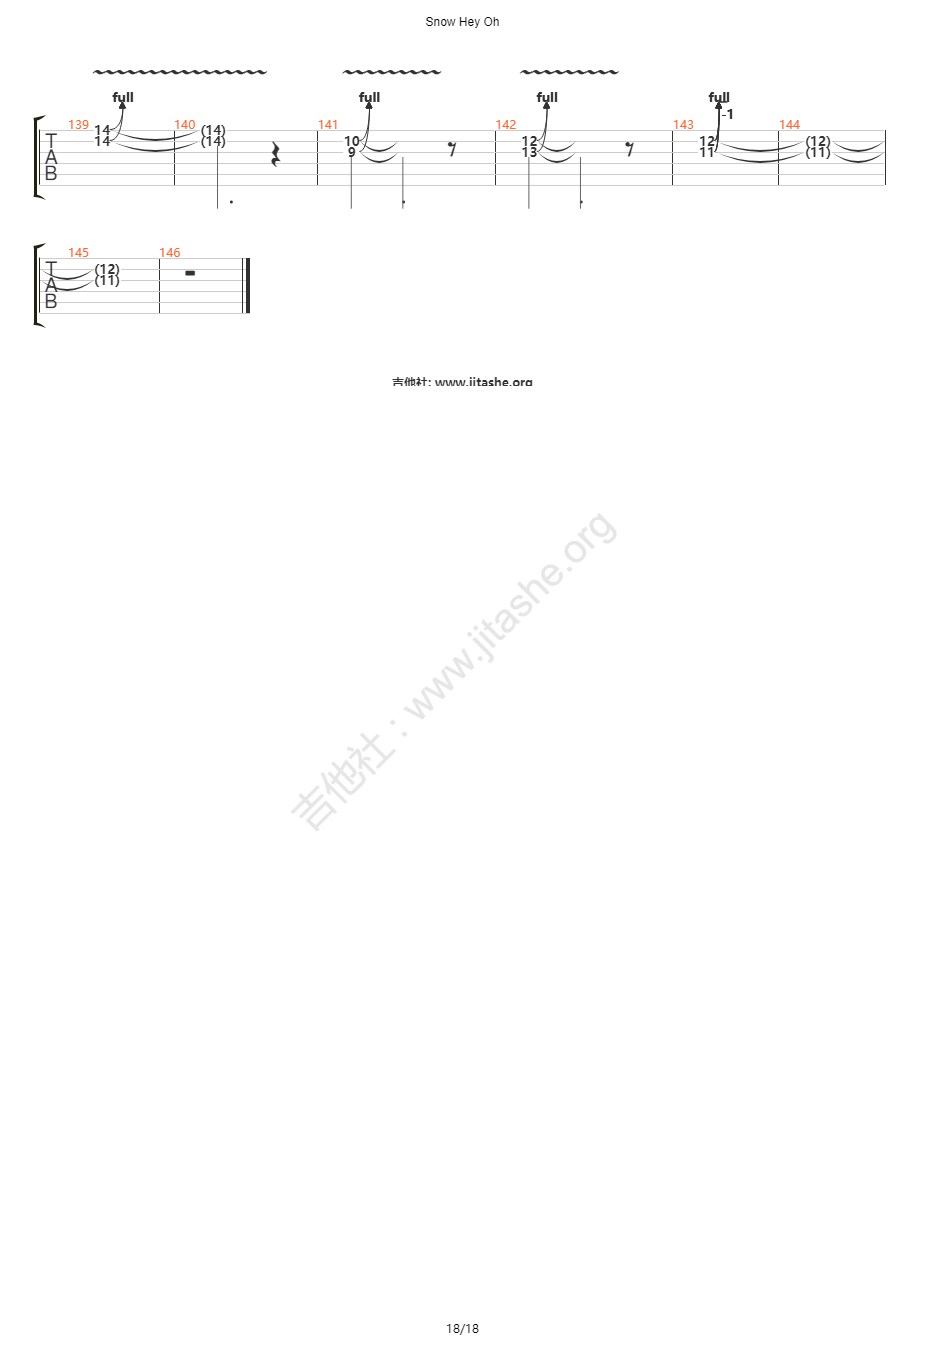 Snow Hey Oh
full full full full
-1
139 14 140 (14) 141 10 142 12 143 12 144 (12)
14 (14) 9 13 11 (11)
T
A
B
145 (12) 146
(11)
T
A
B
吉他社: www.jitashe.org
吉他社：www.jitashe.org
18/18